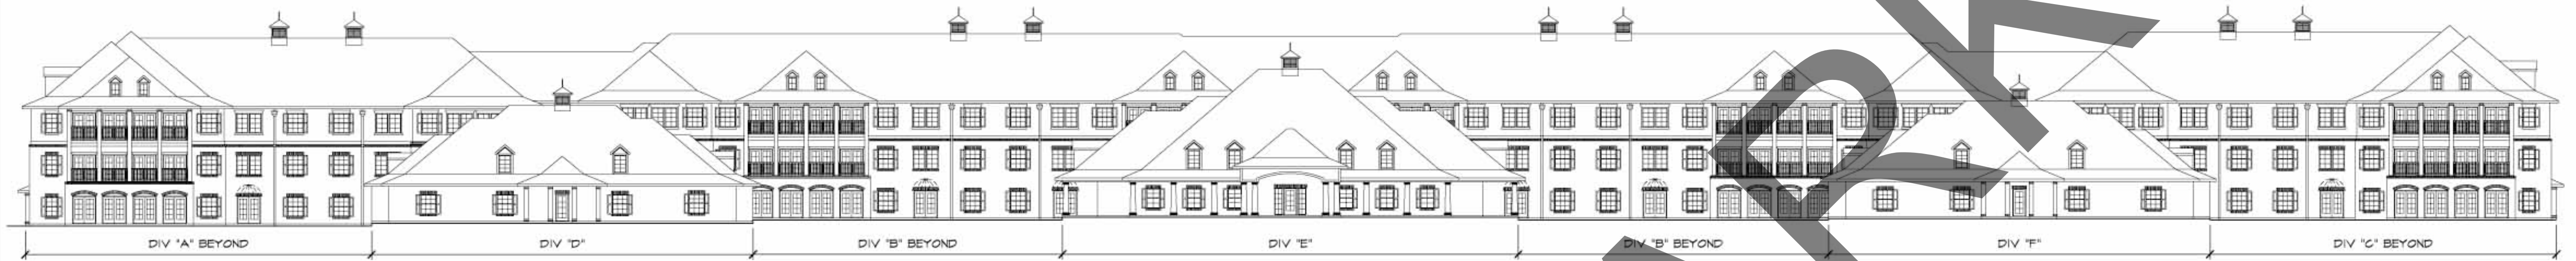 DIV "A" BEYOND
DIV "D"
DIV "B" BEYOND
DIV "E"
DIV "B" BEYOND
DIV "F"
DIV "C" BEYOND